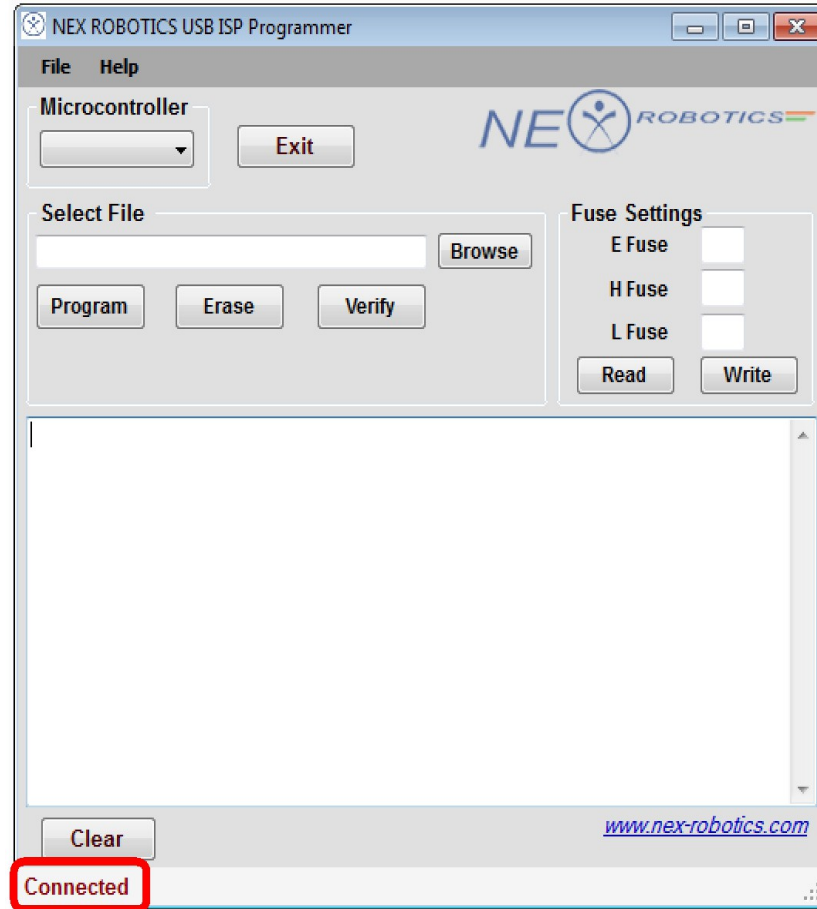 NEX ROBOTICS USB ISP Programmer
File Help
Microcontroller
Exit
NEX ROBOTICS
Select File
Browse
Program Erase Verify
Fuse Settings
E Fuse
H Fuse
L Fuse
Read Write
Clear
www.nex-robotics.com
Connected